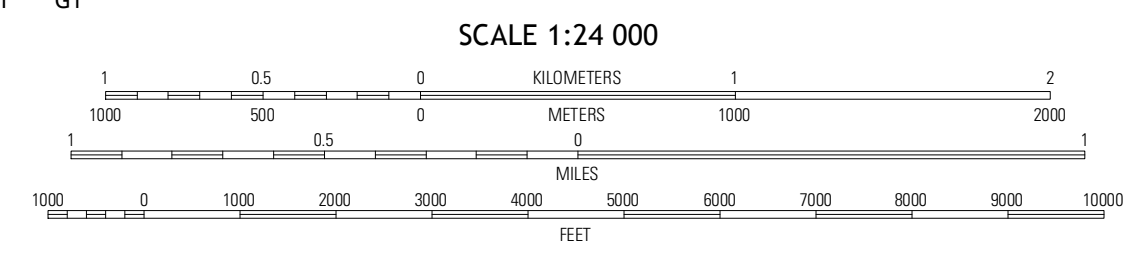 SCALE 1:24 000
1 0.5 0 KILOMETERS 1 2
1000 500 0 METERS 1000 2000
1 0.5 0 1
MILES
1000 0 1000 2000 3000 4000 5000 6000 7000 8000 9000 10000
FEET